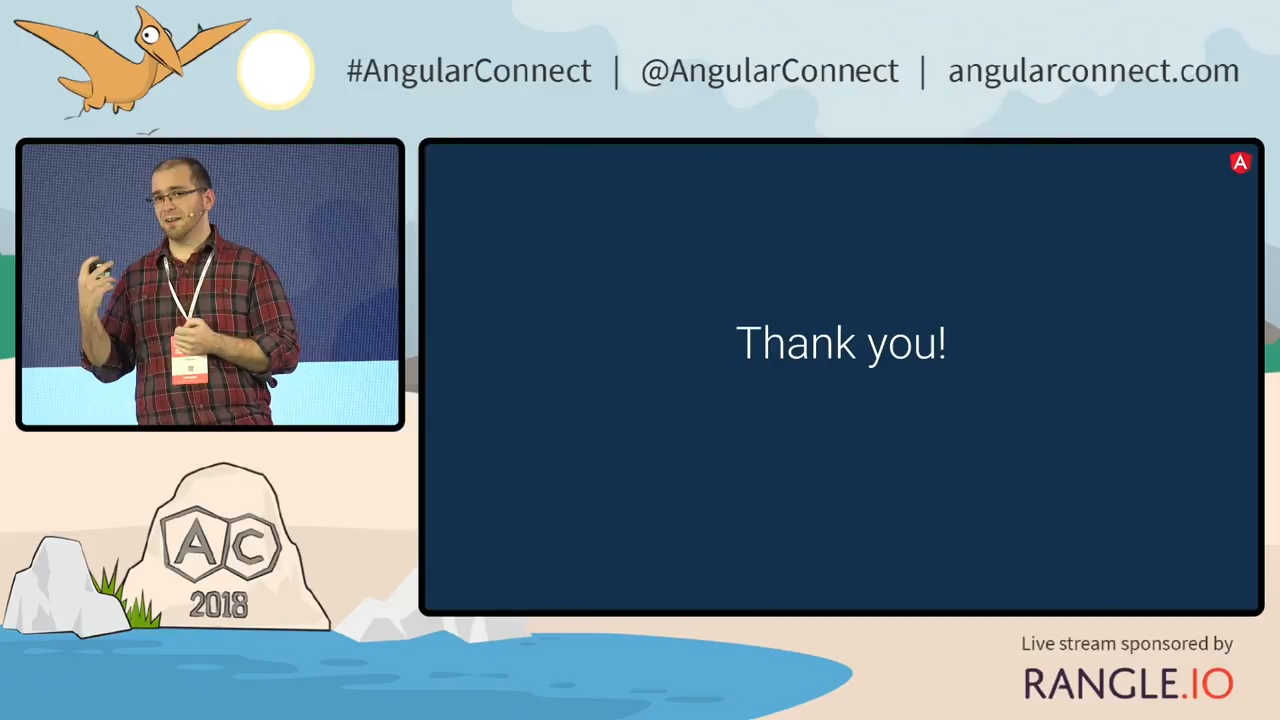 #AngularConnect | @AngularConnect | angularconnect.com
A
Thank you!
AC
2018
Live stream sponsored by
RANGLE.IO